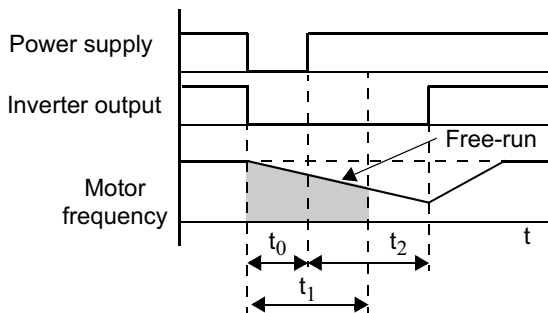 Power supply
Inverter output
Free-run
Motor
frequency
t
t0
t2
t1